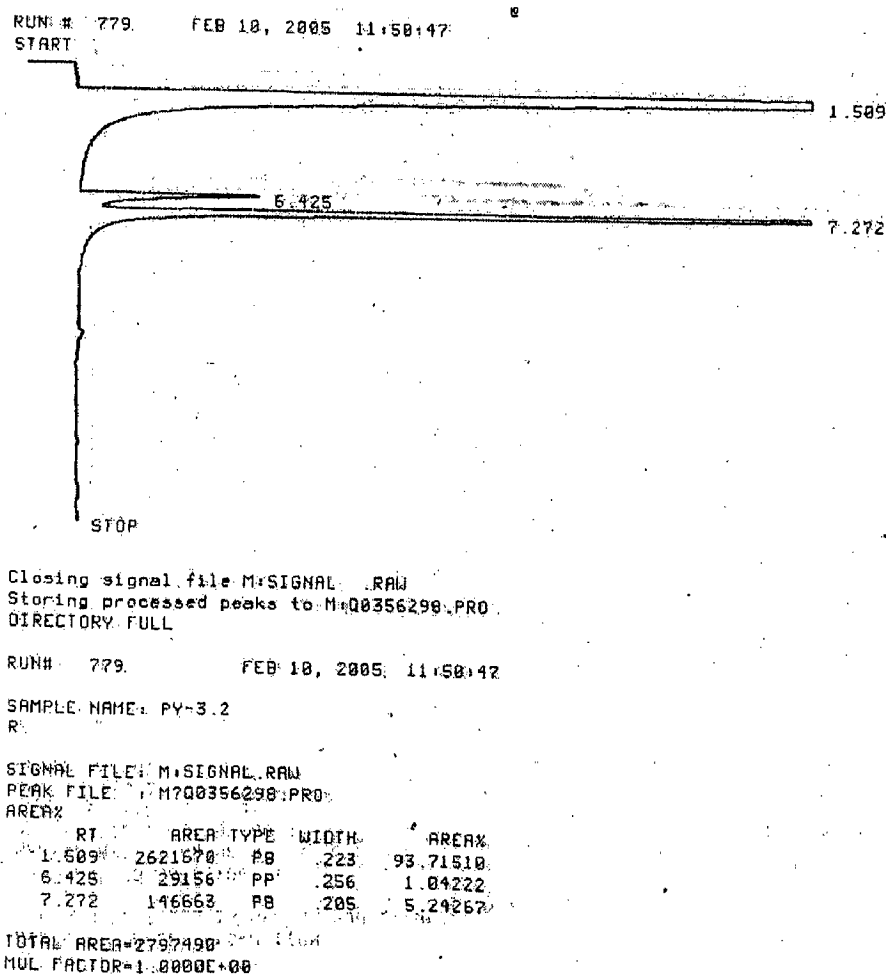 RUN # 779 FEB 10, 2005 11:50:47
START
1.509
6.425
7.272
STOP
Closing signal file M:SIGNAL .RAW
Storing processed peaks to M:Q0356298.PRO
DIRECTORY FULL
RUN# 779 FEB 10, 2005 11:50:47
SAMPLE NAME: PY-3.2
R
SIGNAL FILE: M:SIGNAL.RAW
PEAK FILE : M?Q0356298.PRO
AREA%
RT AREA TYPE WIDTH AREA%
1.509 2621670 PB .223 93.71510
6.425 29156 PP .256 1.04222
7.272 146663 PB .205 5.24267
TOTAL AREA=2797490
MUL FACTOR=1.0000E+00